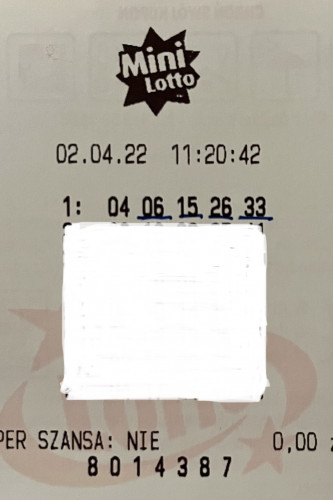 Mini
Lotto
02.04.22 11:20:42
1: 04 06 15 26 33
PER SZANSA: NIE 0,00
8014387